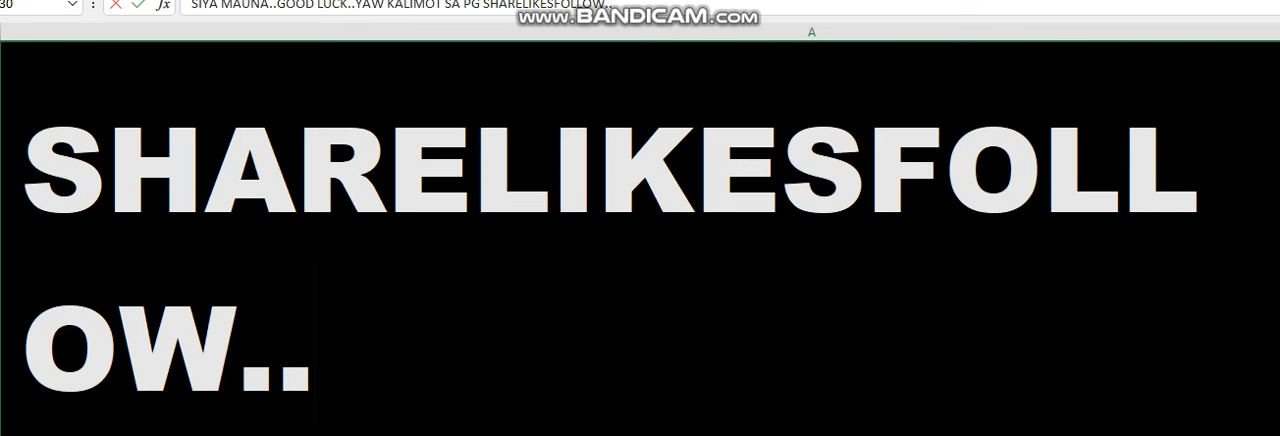 30
SIYA MAUNA..GOOD LUCK..YAW KALIMOT SA PG SHARELIKESFOLLOW..
www.BANDICAM.com
A
SHARELIKESFOLL
OW..